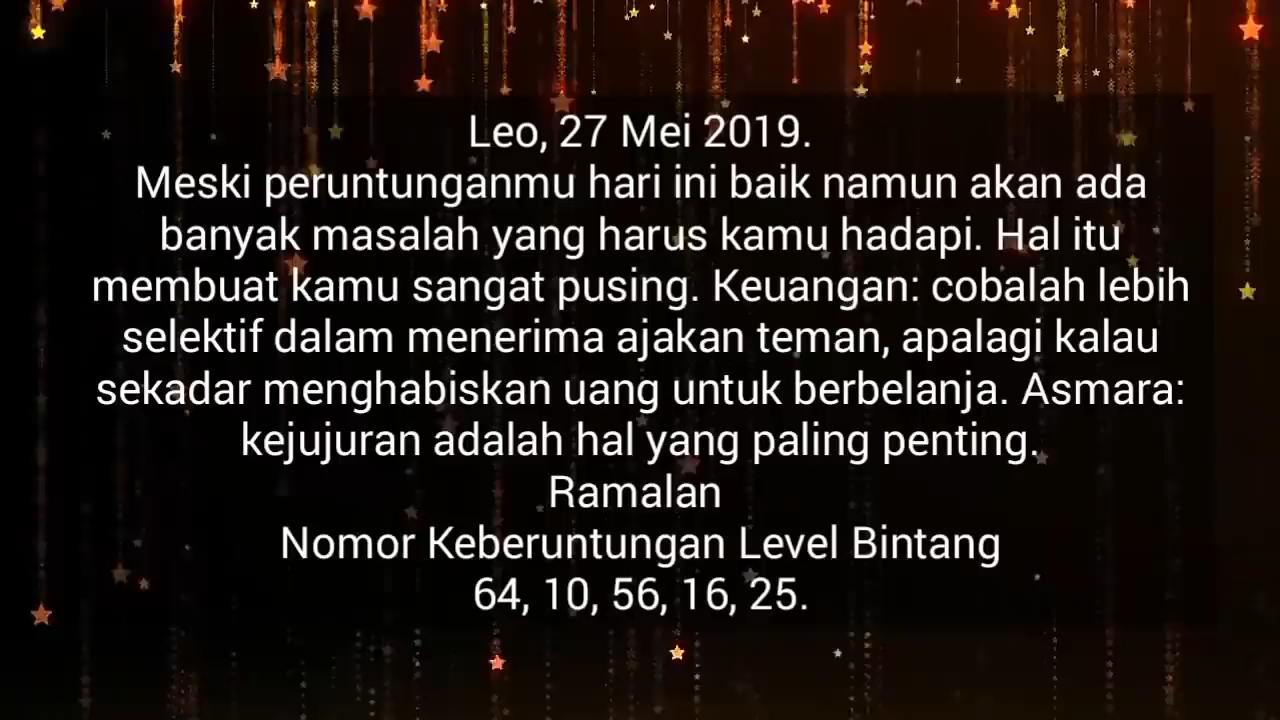 Leo, 27 Mei 2019.
Meski peruntunganmu hari ini baik namun akan ada
banyak masalah yang harus kamu hadapi. Hal itu
membuat kamu sangat pusing. Keuangan: cobalah lebih
selektif dalam menerima ajakan teman, apalagi kalau
sekadar menghabiskan uang untuk berbelanja. Asmara:
kejujuran adalah hal yang paling penting.
Ramalan
Nomor Keberuntungan Level Bintang
64, 10, 56, 16, 25.